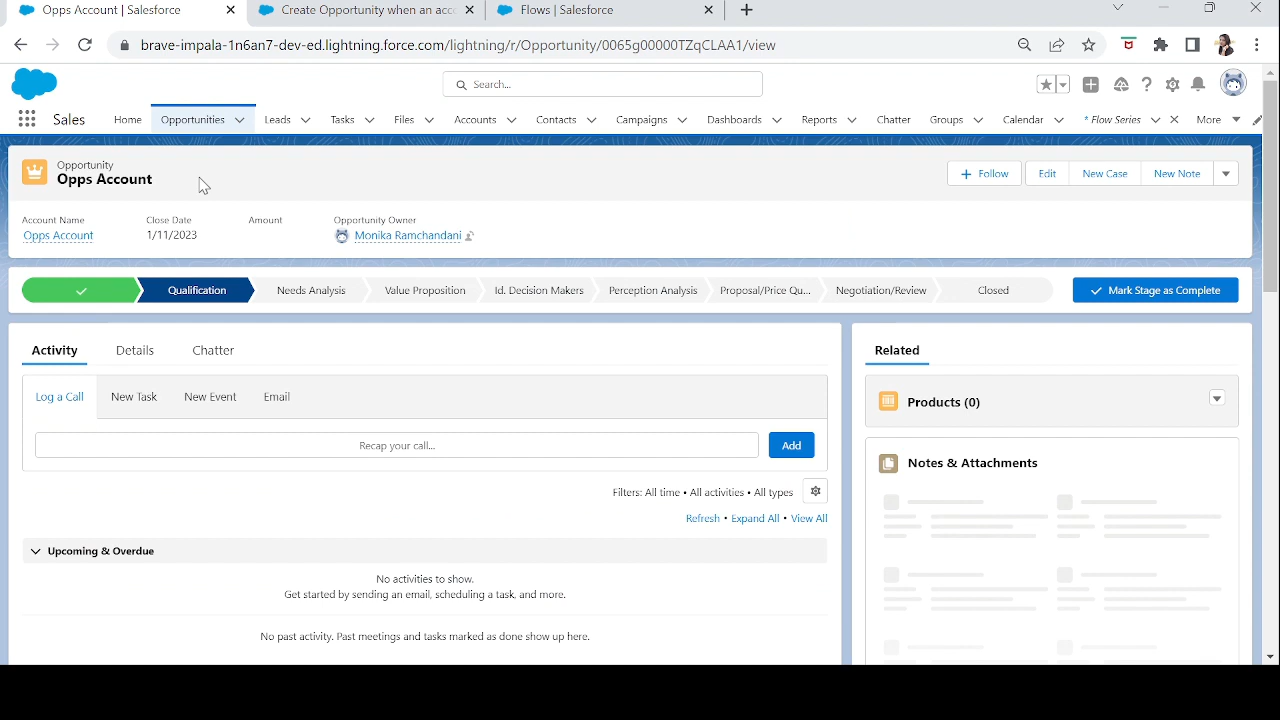 Opps Account | Salesforce
Create Opportunity when an acc
Flows | Salesforce
brave-impala-1n6an7-dev-ed.lightning.force.com/lightning/r/Opportunity/0065g00000TZqCLAA1/view
Search...
Sales
Home
Opportunities
Leads
Tasks
Files
Accounts
Contacts
Campaigns
Dashboards
Reports
Chatter
Groups
Calendar
* Flow Series
More
Opportunity
Opps Account
Follow
Edit
New Case
New Note
Account Name
Opps Account
Close Date
1/11/2023
Amount
Opportunity Owner
Monika Ramchandani
Qualification
Needs Analysis
Value Proposition
Id. Decision Makers
Perception Analysis
Proposal/Price Qu...
Negotiation/Review
Closed
Mark Stage as Complete
Activity
Details
Chatter
Log a Call
New Task
New Event
Email
Recap your call...
Add
Filters: All time • All activities • All types
Refresh • Expand All • View All
Upcoming & Overdue
No activities to show.
Get started by sending an email, scheduling a task, and more.
No past activity. Past meetings and tasks marked as done show up here.
Related
Products (0)
Notes & Attachments